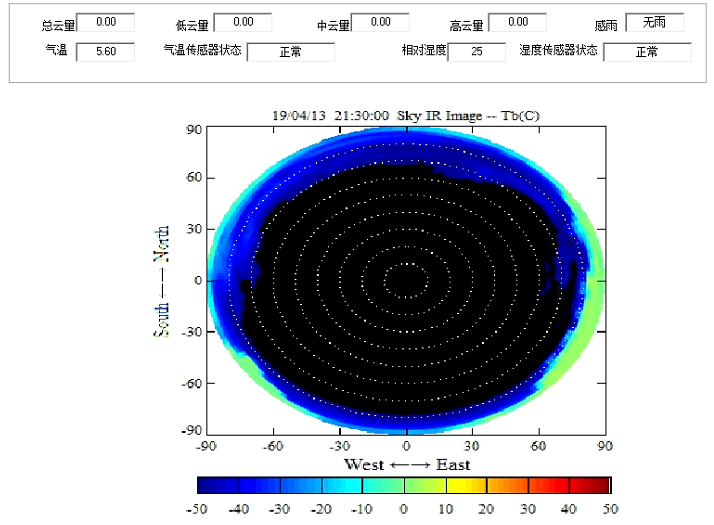 总云量 0.00 低云量 0.00 中云量 0.00 高云量 0.00 感雨 无雨
气温 5.60 气温传感器状态 正常 相对湿度 25 湿度传感器状态 正常
19/04/13 21:30:00 Sky IR Image -- Tb(C)
90
60
30
0
-30
-60
-90
South ←→ North
-90 -60 -30 0 30 60 90
West ←→ East
-50 -40 -30 -20 -10 0 10 20 30 40 50